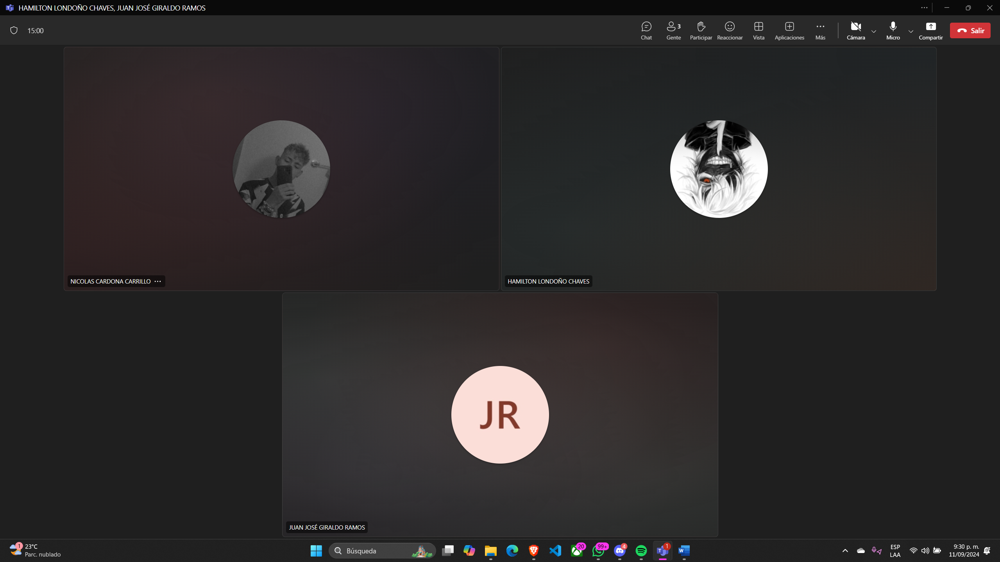 HAMILTON LONDOÑO CHAVES, JUAN JOSÉ GIRALDO RAMOS
15:00
Chat
Gente 3
Participar
Reaccionar
Vista
Aplicaciones
Más
Cámara
Micro
Compartir
Salir
NICOLAS CARDONA CARRILLO
HAMILTON LONDOÑO CHAVES
JR
JUAN JOSÉ GIRALDO RAMOS
1
23°C
Parc. nublado
Búsqueda
20
99+
4
1
ESP
LAA
9:30 p. m.
11/09/2024